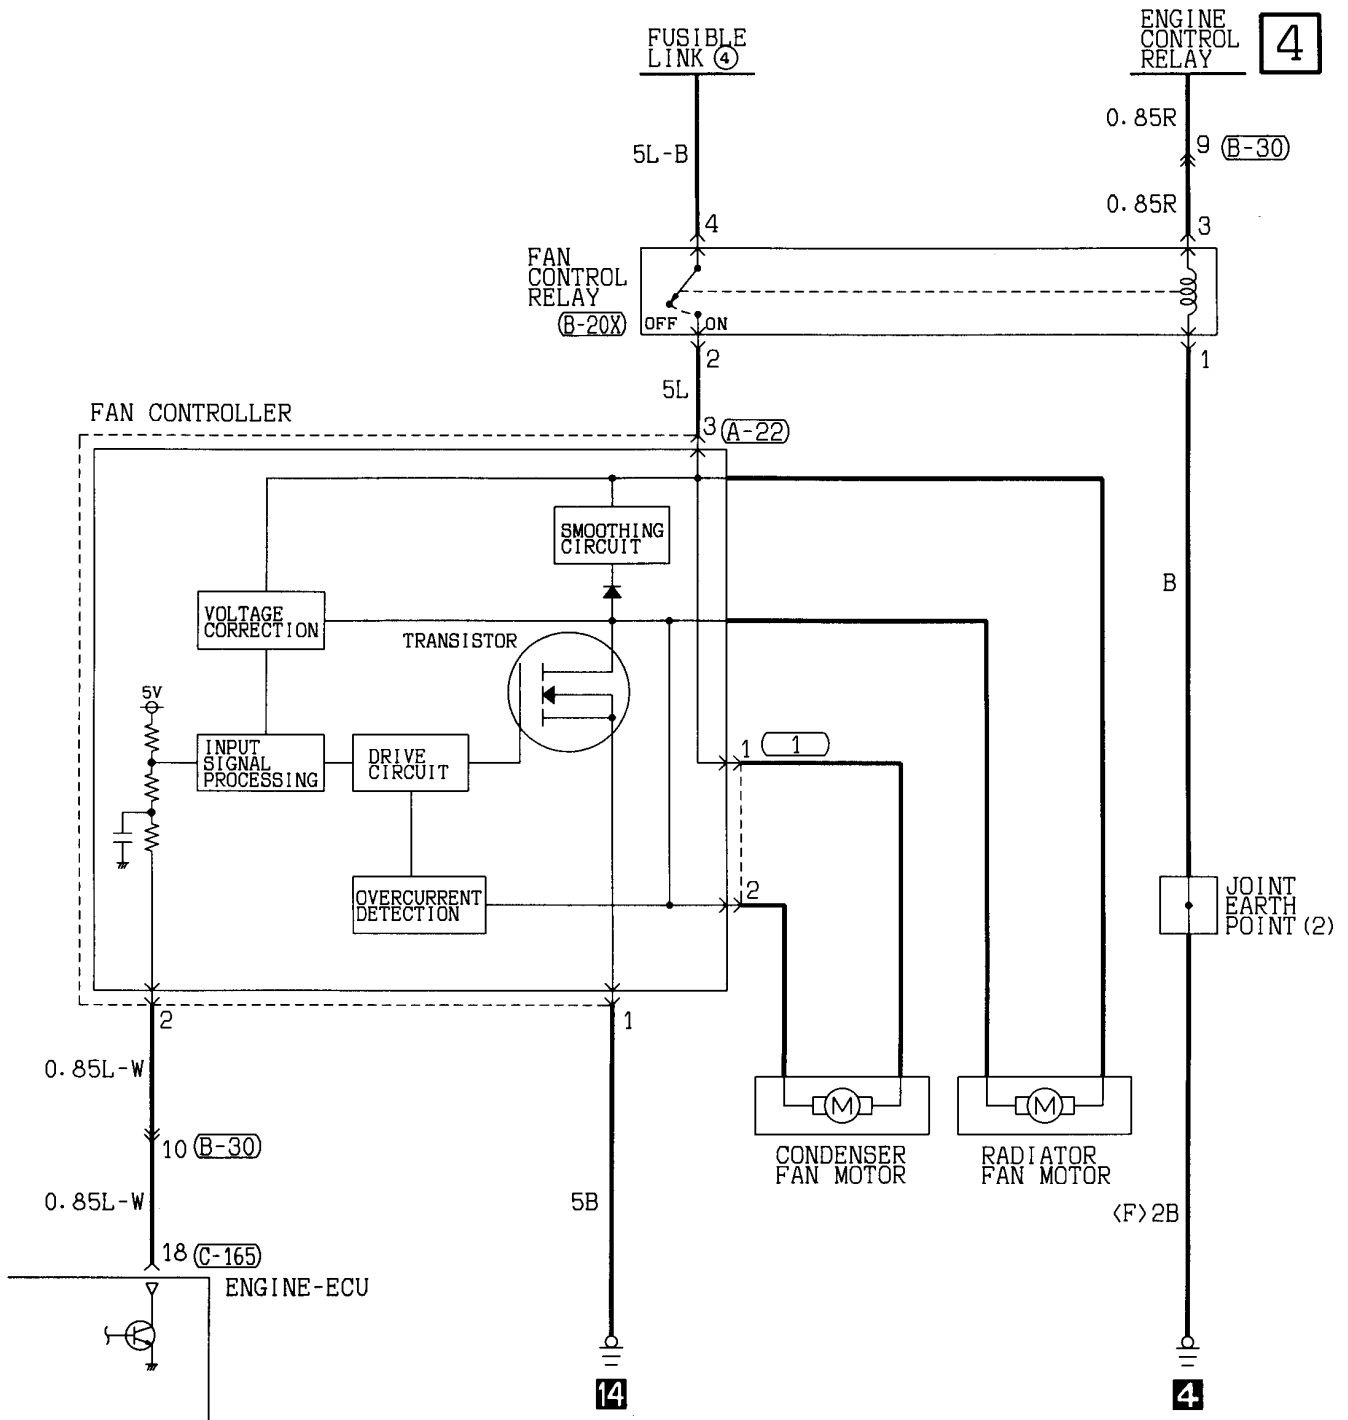 FUSIBLE
LINK ④
ENGINE
CONTROL
RELAY
4
0.85R
9 (B-30)
5L-B
0.85R
4
3
FAN
CONTROL
RELAY
(B-20X)
OFF ON
2
1
5L
FAN CONTROLLER
3 (A-22)
SMOOTHING
CIRCUIT
B
VOLTAGE
CORRECTION
TRANSISTOR
5V
INPUT
SIGNAL
PROCESSING
DRIVE
CIRCUIT
1 (1)
OVERCURRENT
DETECTION
2
JOINT
EARTH
POINT (2)
2
1
0.85L-W
M
M
10 (B-30)
CONDENSER
FAN MOTOR
RADIATOR
FAN MOTOR
0.85L-W
5B
<F>2B
18 (C-165)
ENGINE-ECU
14
4